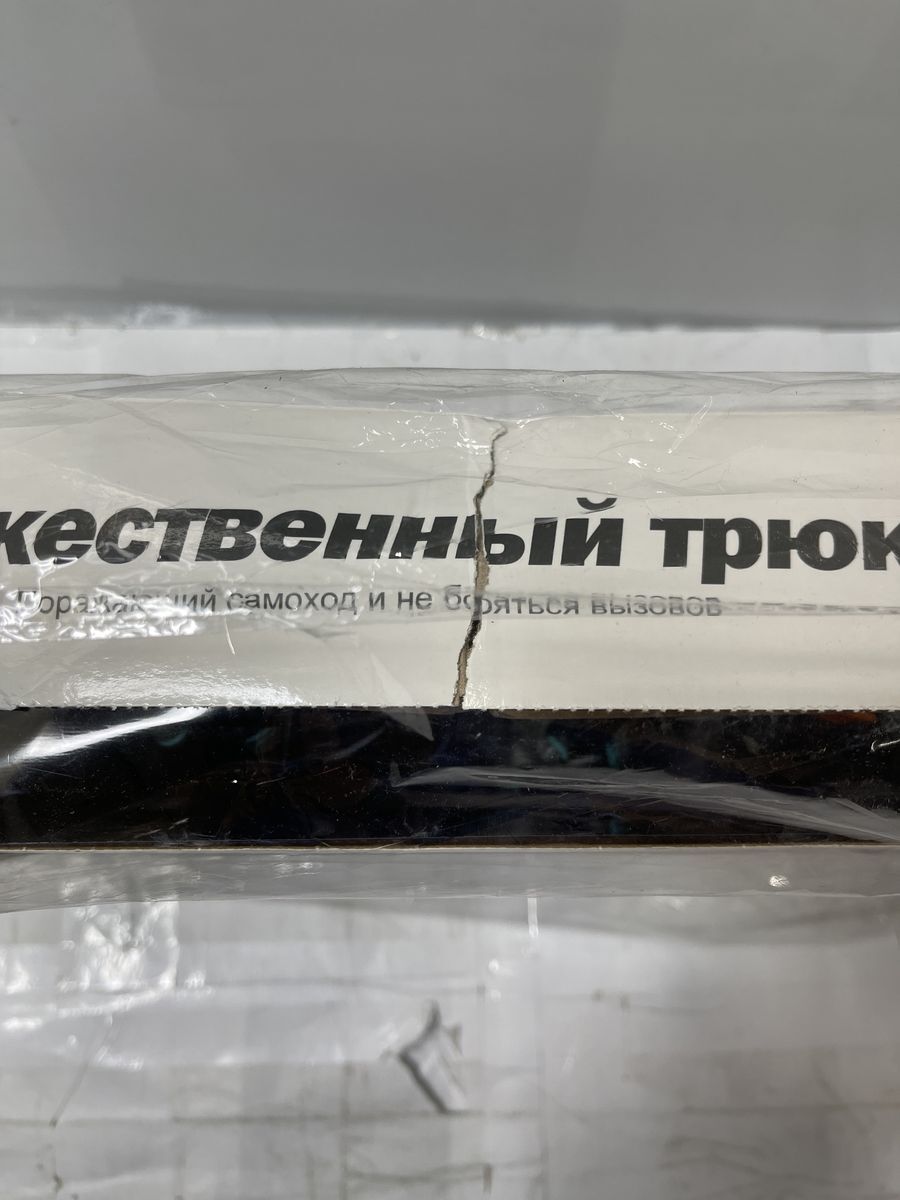 жественный трюк
Поражающий самоход и не бояться вызовов